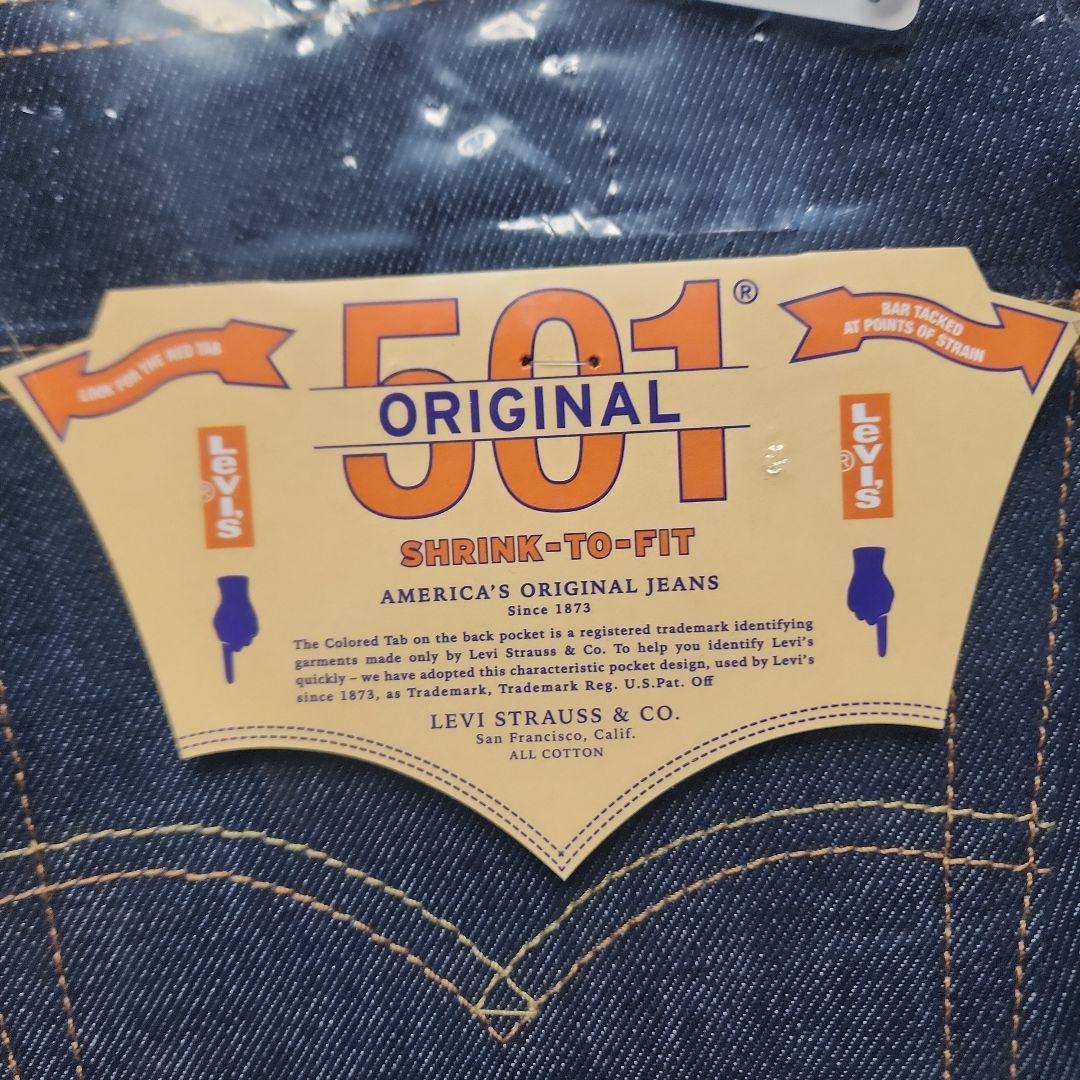 501®
ORIGINAL
LOOK FOR THE RED TAB
BAR TACKED
AT POINTS OF STRAIN
LEVI'S
®
LEVI'S
®
SHRINK-TO-FIT
AMERICA'S ORIGINAL JEANS
Since 1873
The Colored Tab on the back pocket is a registered trademark identifying
garments made only by Levi Strauss & Co. To help you identify Levi's
quickly – we have adopted this characteristic pocket design, used by Levi's
since 1873, as Trademark, Trademark Reg. U.S.Pat. Off
LEVI STRAUSS & CO.
San Francisco, Calif.
ALL COTTON